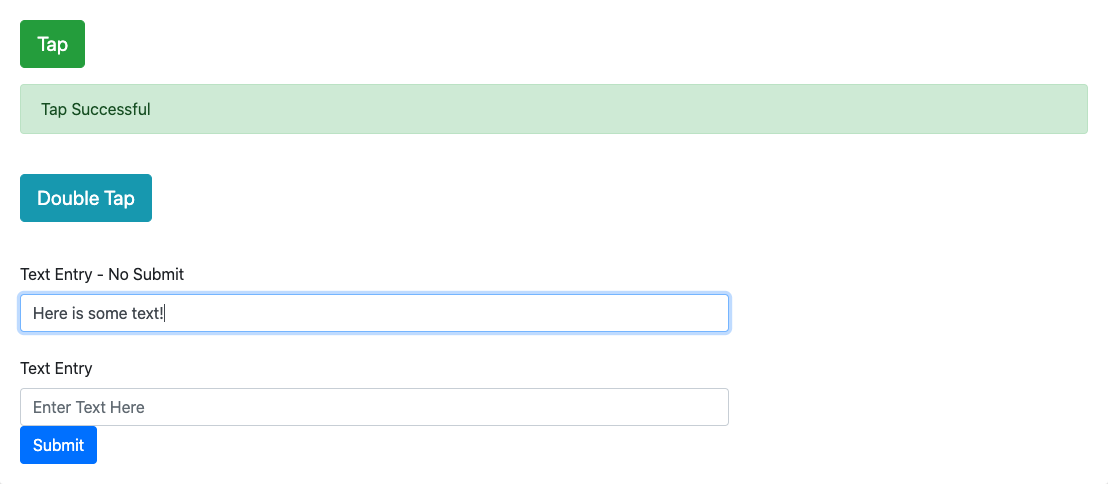 Tap
Tap Successful
Double Tap
Text Entry - No Submit
Here is some text!
Text Entry
Enter Text Here
Submit